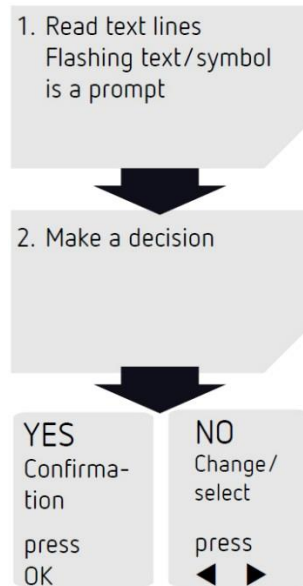 1. Read text lines
Flashing text/symbol
is a prompt
2. Make a decision
YES
Confirma-
tion
press
OK
NO
Change/
select
press
◀ ▶